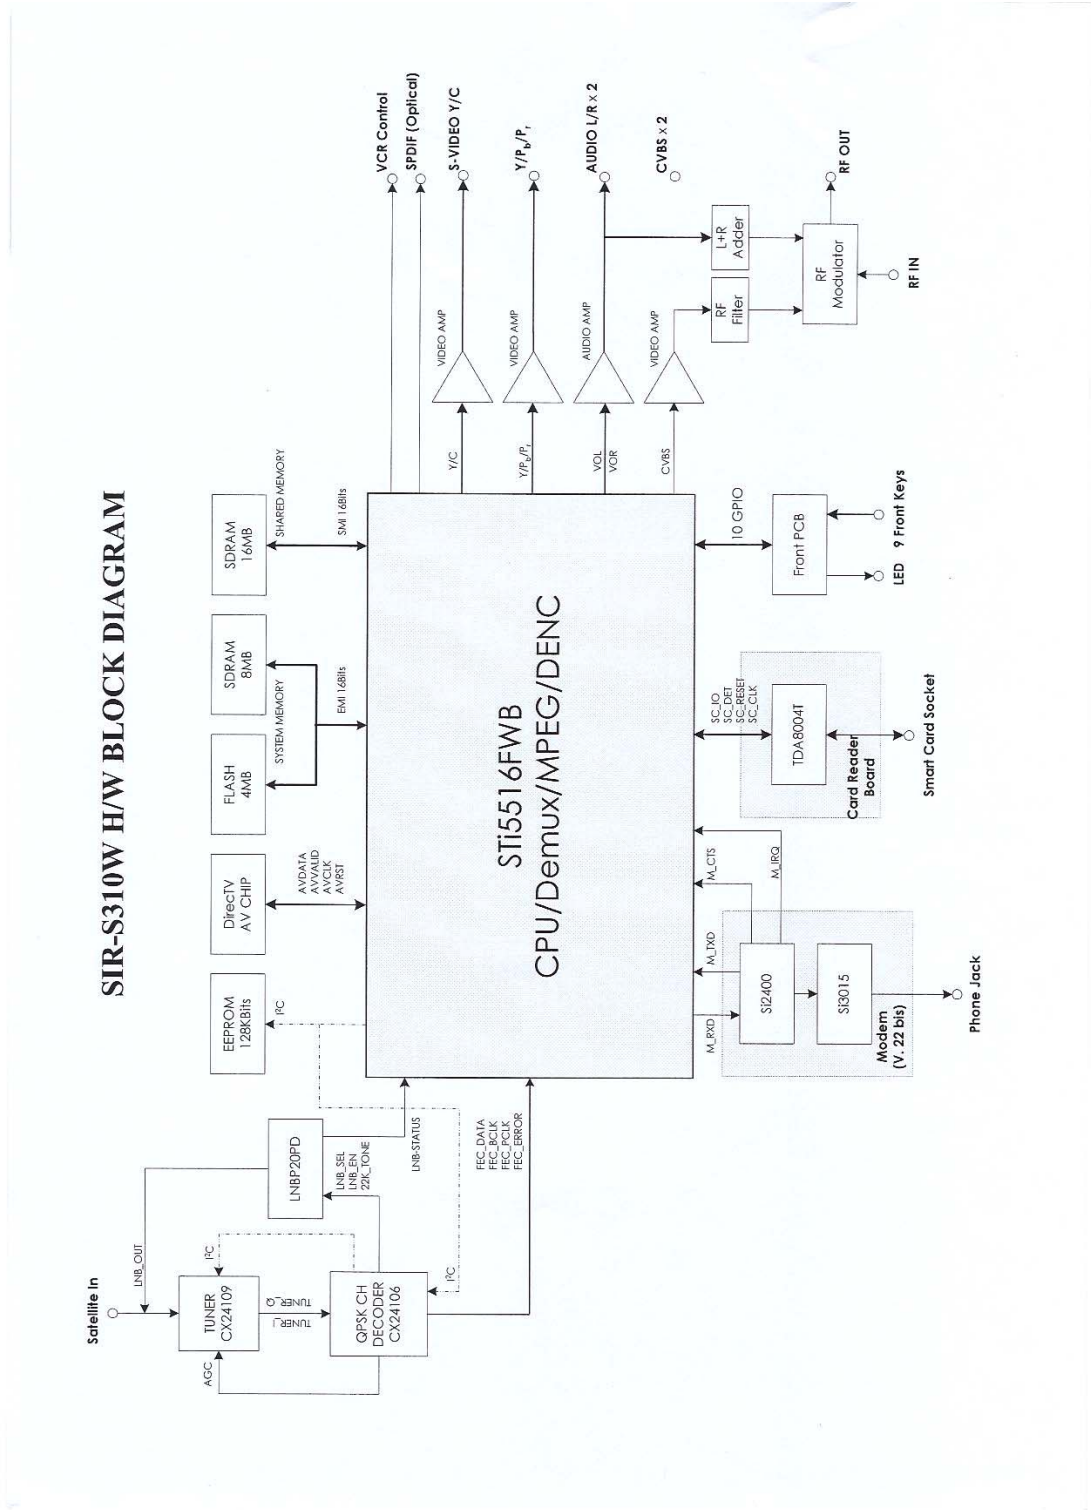 SIR-S310W H/W BLOCK DIAGRAM
Satellite In
LNB_OUT
AGC
TUNER
CX24109
I²C
TUNER_I
TUNER_Q
QPSK CH
DECODER
CX24106
I²C
LNBP20PD
LNB_SEL
LNB_EN
22K_TONE
LNB-STATUS
FEC_DATA
FEC_BCLK
FEC_PCLK
FEC_ERROR
EEPROM
128KBits
I²C
DirecTV
AV CHIP
AVDATA
AVVALID
AVCLK
AVRST
FLASH
4MB
SYSTEM MEMORY
SDRAM
8MB
EMI 16Bits
SDRAM
16MB
SHARED MEMORY
SMI 16Bits
STi5516FWB
CPU/Demux/MPEG/DENC
VCR Control
SPDIF (Optical)
S-VIDEO Y/C
Y/Pb/Pr
AUDIO L/R x 2
CVBS x 2
VIDEO AMP
VIDEO AMP
AUDIO AMP
VIDEO AMP
Y/C
Y/Pb/Pr
VOL
VOR
CVBS
RF
Filter
L+R
Adder
RF
Modulator
RF OUT
RF IN
M_RXD
M_TXD
M_CTS
M_IRQ
Si2400
Si3015
Modem
(V. 22 bis)
Phone Jack
SC_IO
SC_DET
SC_RESET
SC_CLK
TDA8004T
Card Reader
Board
Smart Card Socket
10 GPIO
Front PCB
LED
9 Front Keys